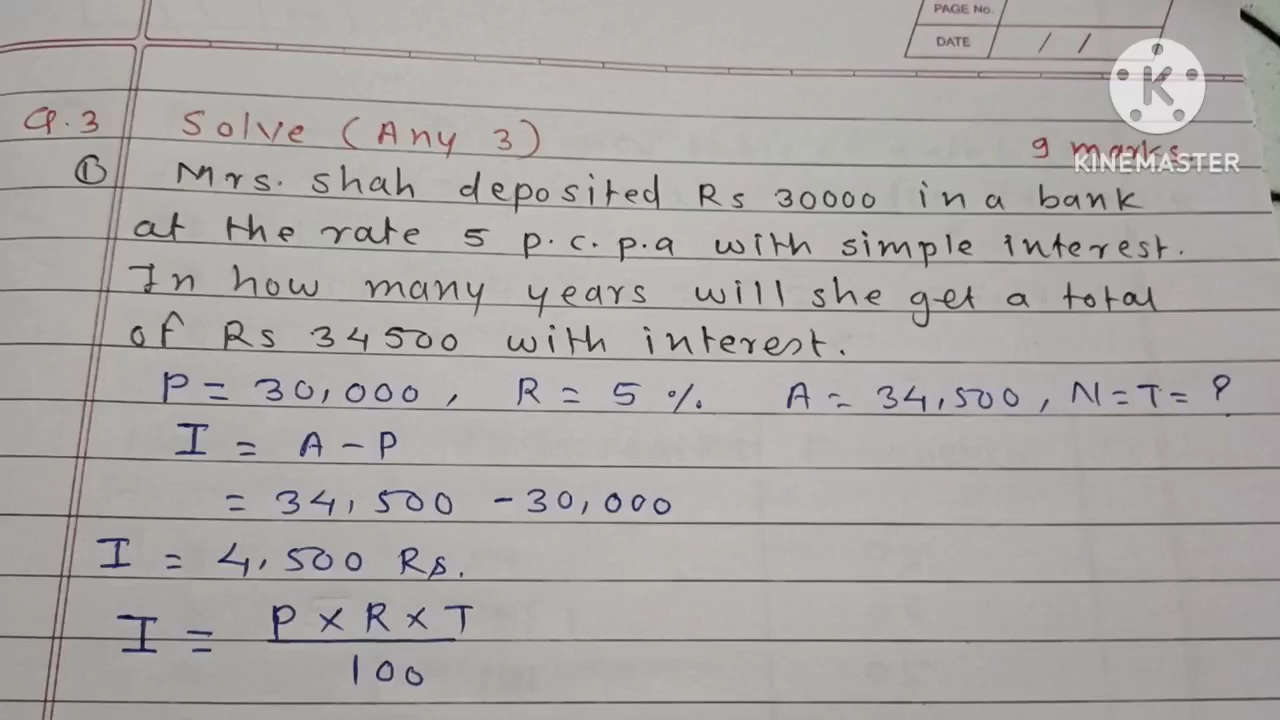 PAGE No.
DATE / /
K
KINEMASTER
Q.3 Solve (Any 3) 9 marks
① Mrs. shah deposited Rs 30000 in a bank
at the rate 5 p.c.p.a with simple interest.
In how many years will she get a total
of Rs 34500 with interest.
P = 30,000, R = 5 %. A = 34,500, N = T = ?
I = A - P
= 34,500 - 30,000
I = 4,500 Rs.
I = P × R × T
100